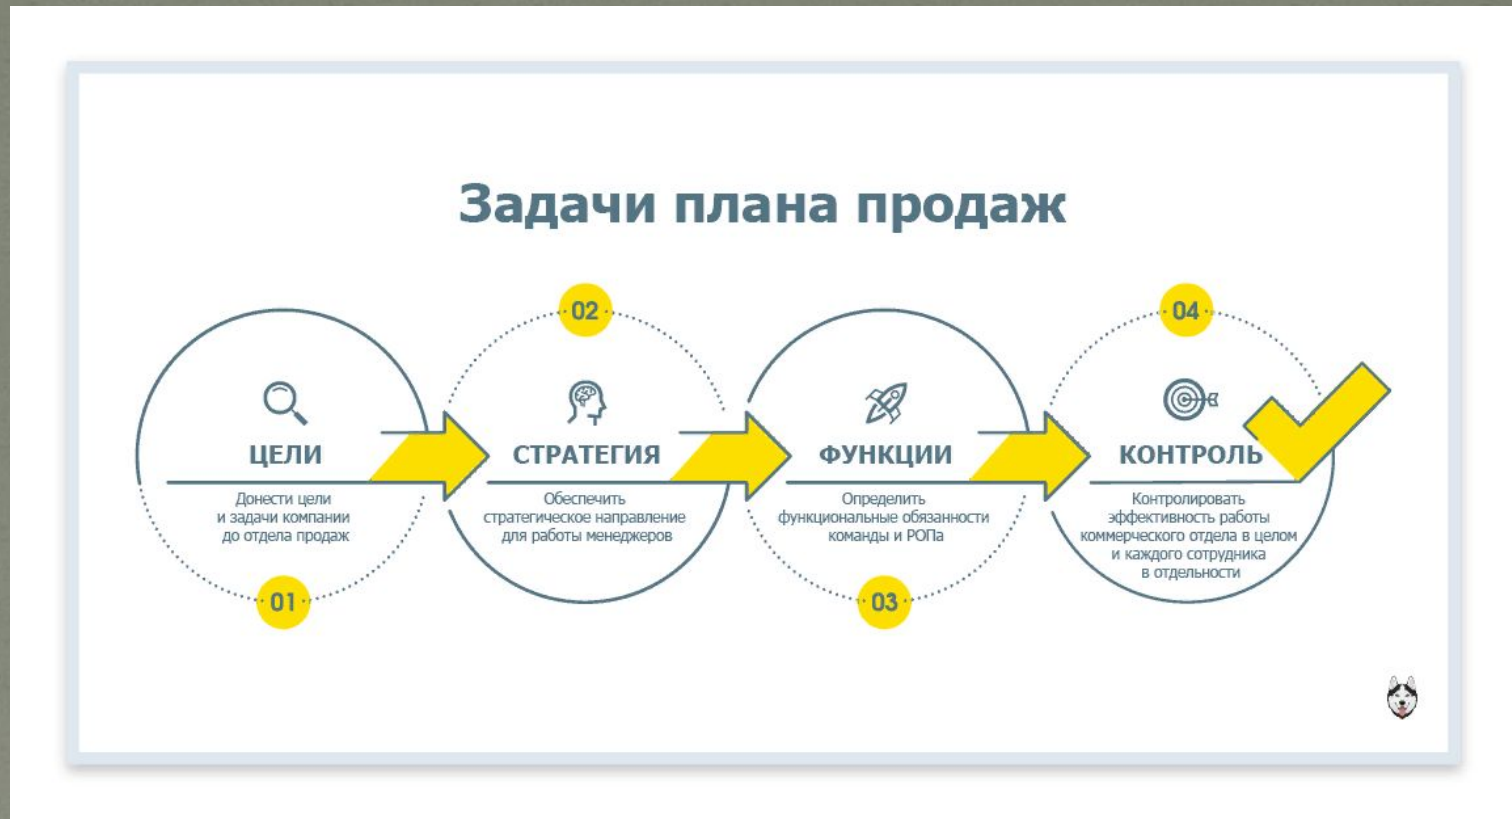 Задачи плана продаж
01
ЦЕЛИ
Донести цели
и задачи компании
до отдела продаж
02
СТРАТЕГИЯ
Обеспечить
стратегическое направление
для работы менеджеров
03
ФУНКЦИИ
Определить
функциональные обязанности
команды и РОПа
04
КОНТРОЛЬ
Контролировать
эффективность работы
коммерческого отдела в целом
и каждого сотрудника
в отдельности